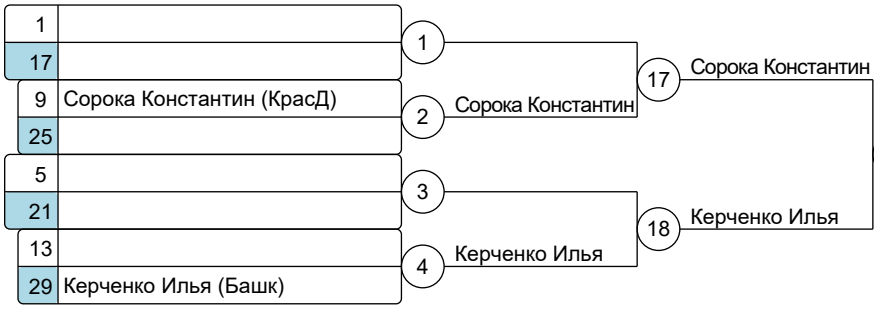 1
17
1
9 Сорока Константин (КрасД)
25
2
Сорока Константин
17
Сорока Константин
5
21
3
13
29 Керченко Илья (Башк)
4
Керченко Илья
18
Керченко Илья